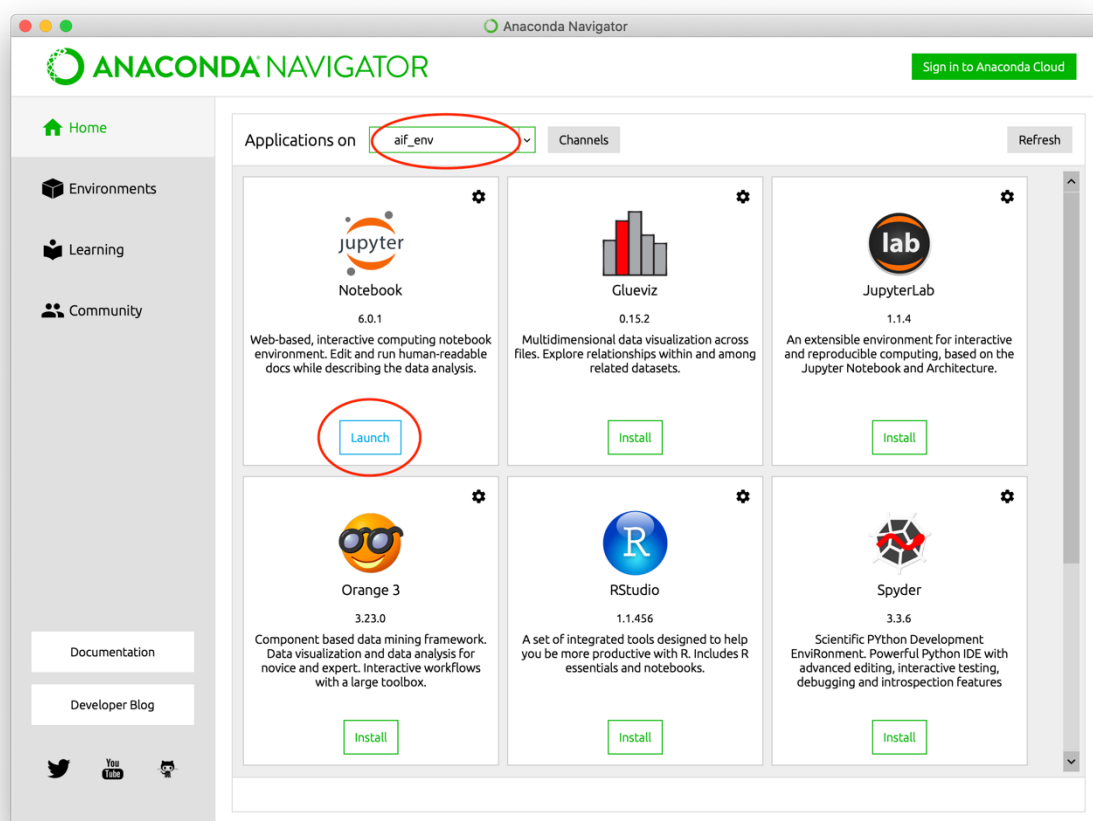 Anaconda Navigator
ANACONDA NAVIGATOR
Sign in to Anaconda Cloud
Home
Environments
Learning
Community
Documentation
Developer Blog
You
Tube
Applications on
aif_env
Channels
Refresh
jupyter
Notebook
6.0.1
Web-based, interactive computing notebook
environment. Edit and run human-readable
docs while describing the data analysis.
Launch
Glueviz
0.15.2
Multidimensional data visualization across
files. Explore relationships within and among
related datasets.
Install
lab
JupyterLab
1.1.4
An extensible environment for interactive
and reproducible computing, based on the
Jupyter Notebook and Architecture.
Install
Orange 3
3.23.0
Component based data mining framework.
Data visualization and data analysis for
novice and expert. Interactive workflows
with a large toolbox.
Install
R
RStudio
1.1.456
A set of integrated tools designed to help
you be more productive with R. Includes R
essentials and notebooks.
Install
Spyder
3.3.6
Scientific PYthon Development
EnviRonment. Powerful Python IDE with
advanced editing, interactive testing,
debugging and introspection features
Install